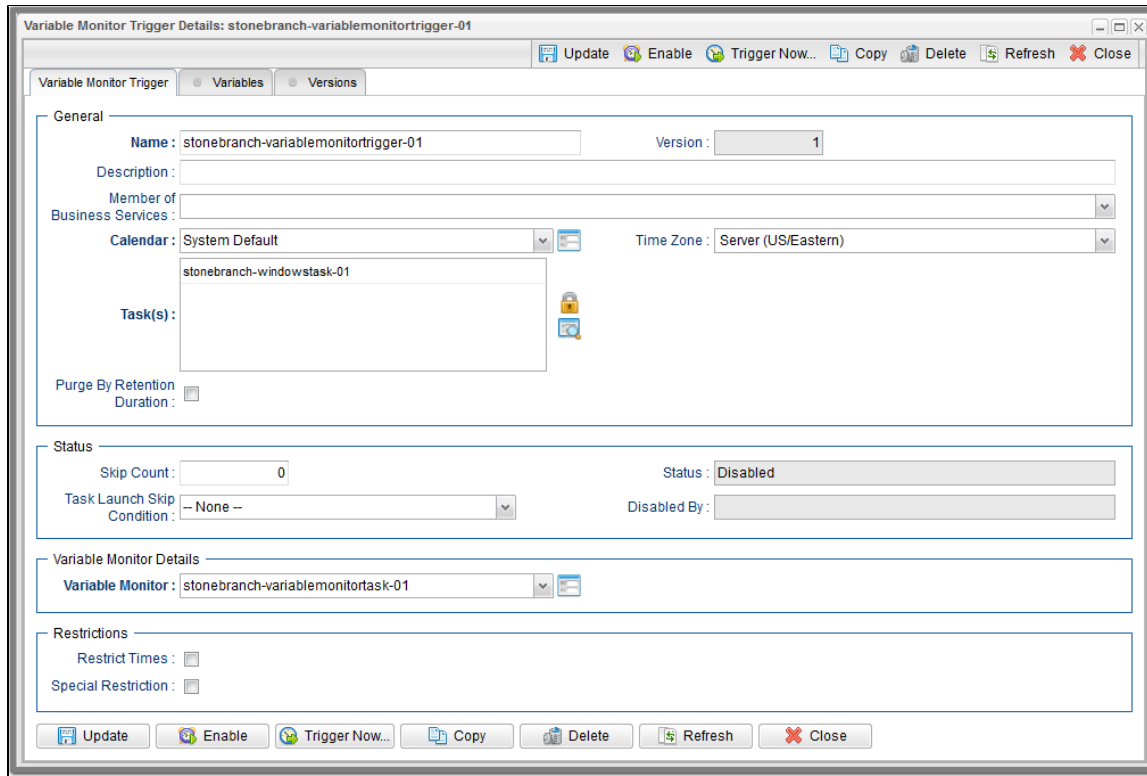 Variable Monitor Trigger Details: stonebranch-variablemonitortrigger-01
Update Enable Trigger Now... Copy Delete Refresh Close
Variable Monitor Trigger Variables Versions
General
Name : stonebranch-variablemonitortrigger-01 Version : 1
Description :
Member of
Business Services :
Calendar : System Default Time Zone : Server (US/Eastern)
stonebranch-windowstask-01
Task(s) :
Purge By Retention
Duration :
Status
Skip Count : 0 Status : Disabled
Task Launch Skip
Condition : -- None -- Disabled By :
Variable Monitor Details
Variable Monitor : stonebranch-variablemonitortask-01
Restrictions
Restrict Times :
Special Restriction :
Update Enable Trigger Now... Copy Delete Refresh Close